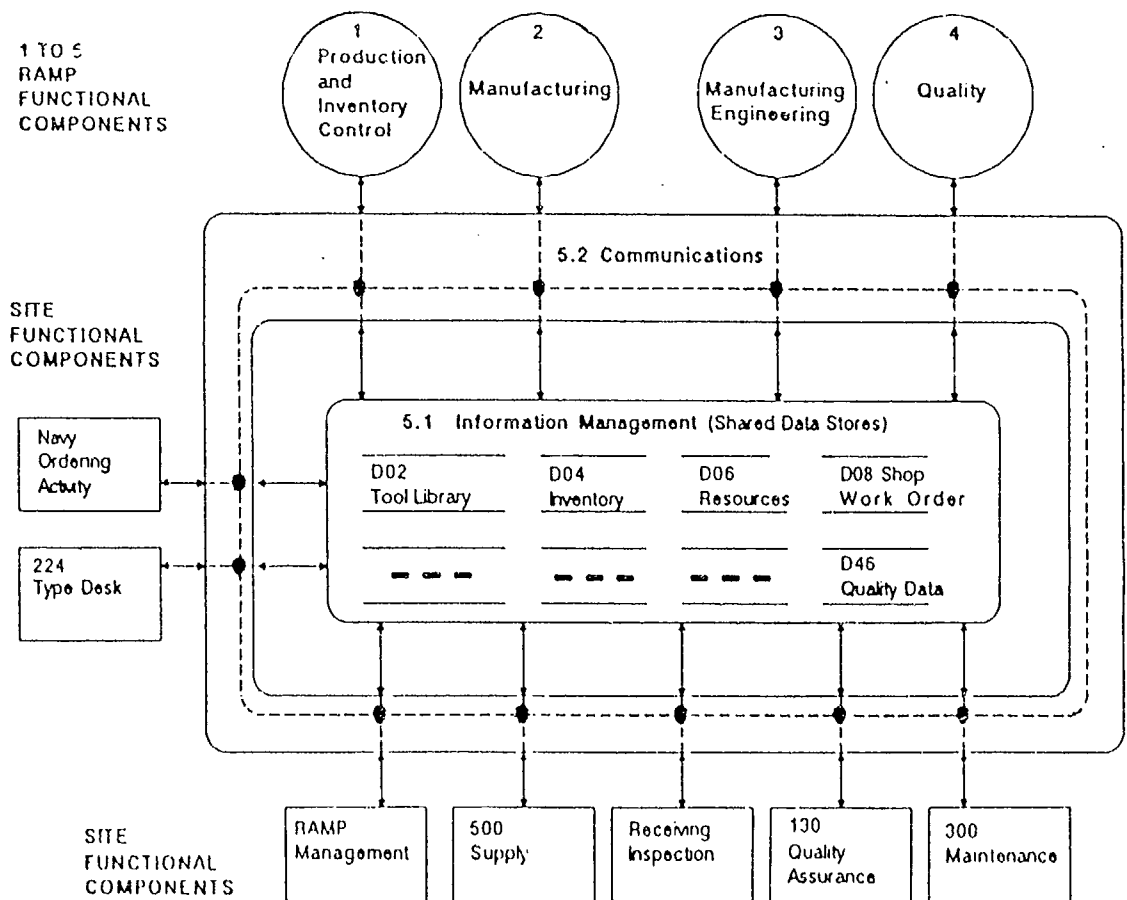 1 TO 5
RAMP
FUNCTIONAL
COMPONENTS
1
Production
and
Inventory
Control
2
Manufacturing
3
Manufacturing
Engineering
4
Quality
5.2 Communications
SITE
FUNCTIONAL
COMPONENTS
Navy
Ordering
Activity
224
Type Desk
5.1 Information Management (Shared Data Stores)
D02
Tool Library
D04
Inventory
D06
Resources
D08 Shop
Work Order
D46
Quality Data
SITE
FUNCTIONAL
COMPONENTS
RAMP
Management
500
Supply
Receiving
Inspection
130
Quality
Assurance
300
Maintenance